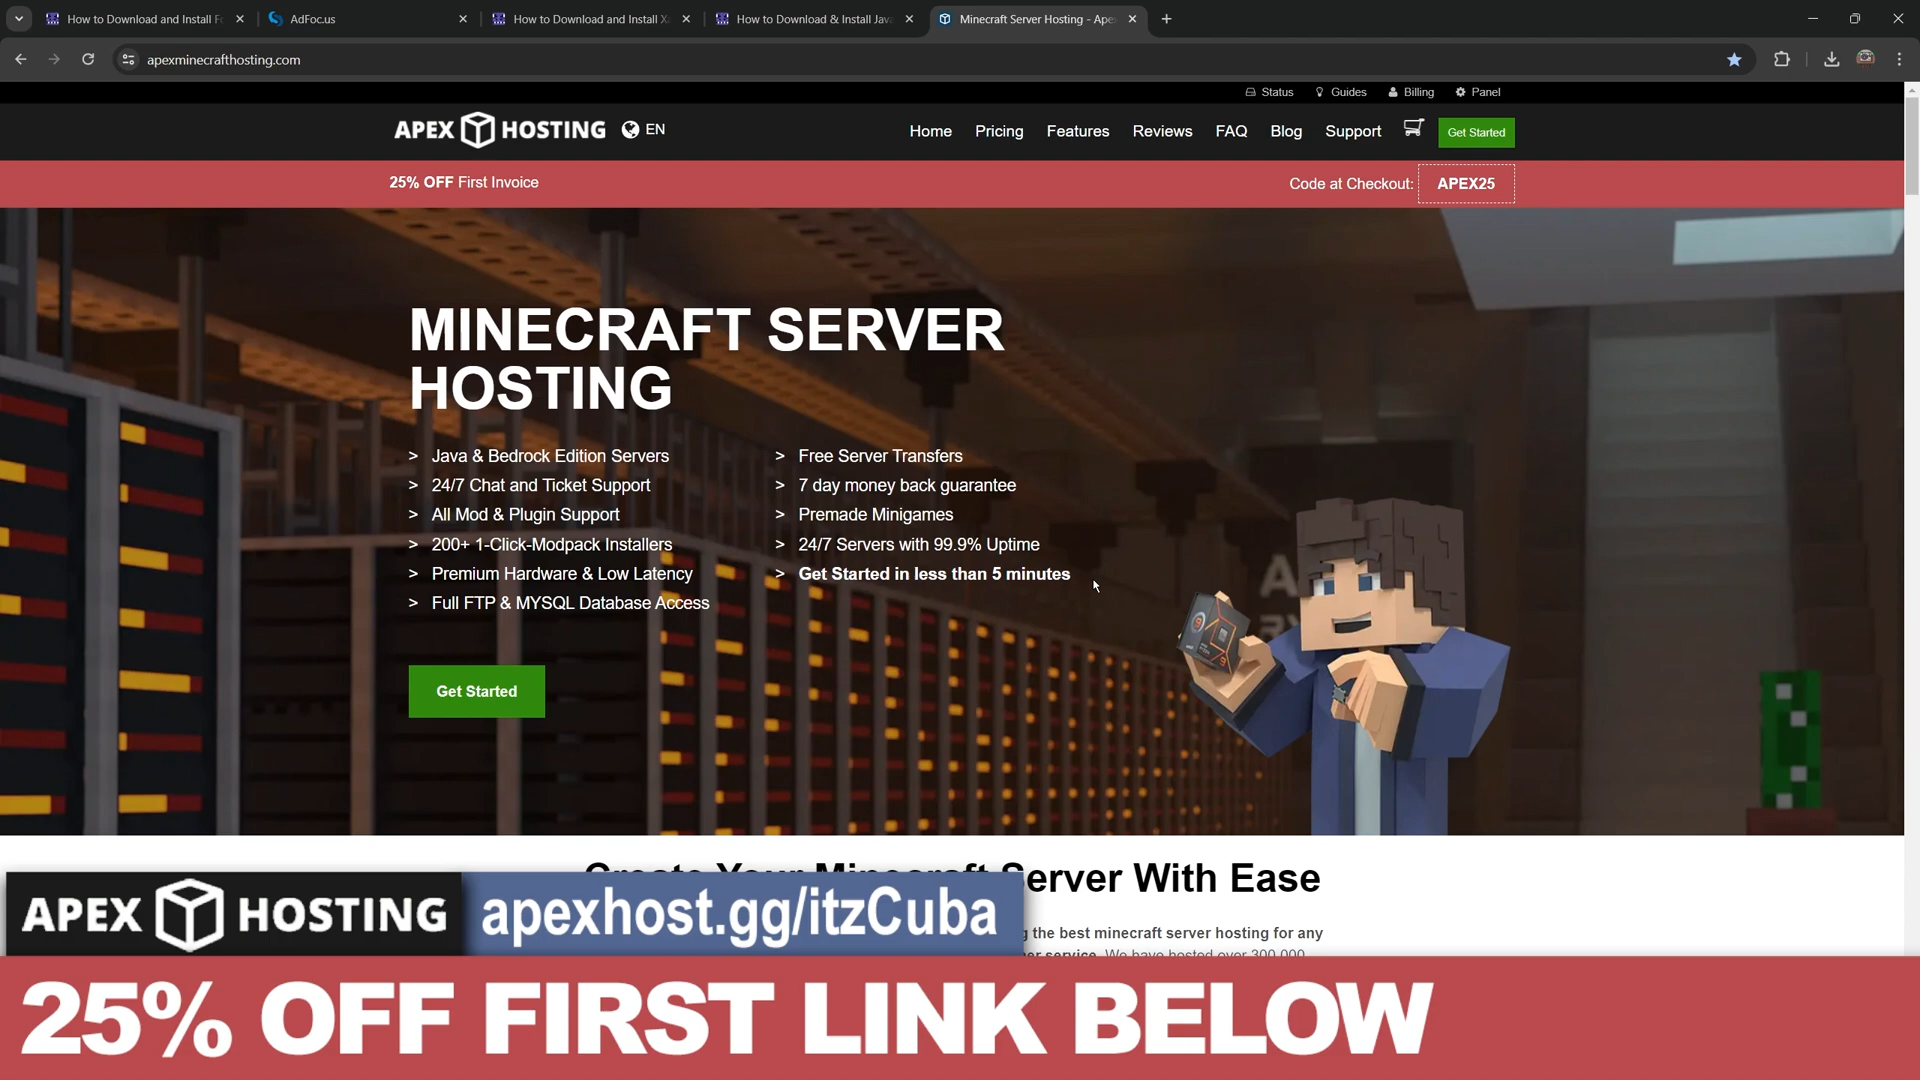 How to Download and Install Fo
AdFoc.us
How to Download and Install X
How to Download & Install Java
Minecraft Server Hosting - Ape
apexminecrafthosting.com
Status
Guides
Billing
Panel
APEX HOSTING
EN
Home
Pricing
Features
Reviews
FAQ
Blog
Support
Get Started
25% OFF First Invoice
Code at Checkout: APEX25
MINECRAFT SERVER
HOSTING
> Java & Bedrock Edition Servers
> 24/7 Chat and Ticket Support
> All Mod & Plugin Support
> 200+ 1-Click-Modpack Installers
> Premium Hardware & Low Latency
> Full FTP & MYSQL Database Access
> Free Server Transfers
> 7 day money back guarantee
> Premade Minigames
> 24/7 Servers with 99.9% Uptime
> Get Started in less than 5 minutes
Get Started
Create Your Minecraft Server With Ease
the best minecraft server hosting for any
service. We have hosted over 300,000
APEX HOSTING
apexhost.gg/itzCuba
25% OFF FIRST LINK BELOW